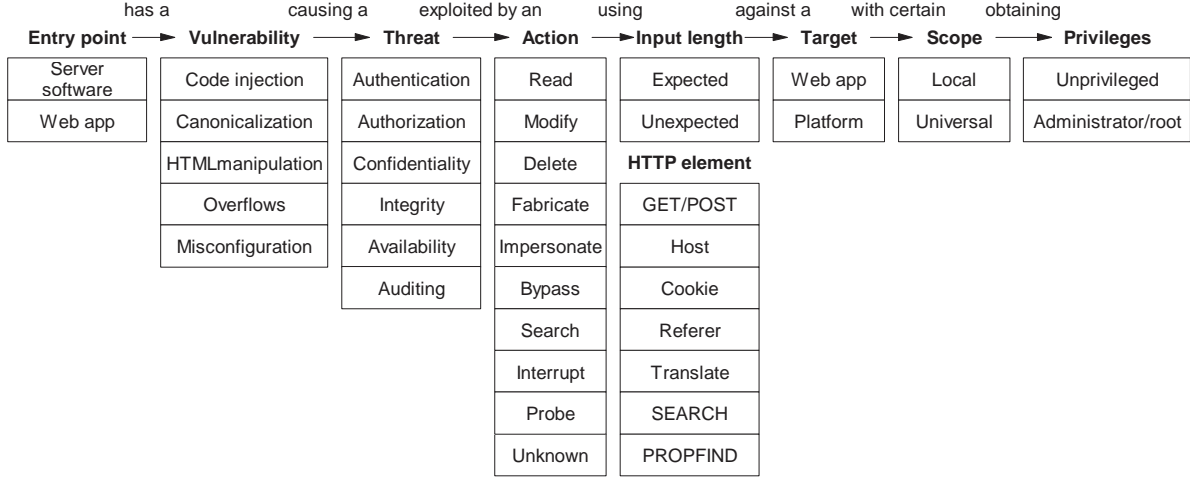 has a causing a exploited by an using against a with certain obtaining
Entry point Vulnerability Threat Action Input length Target Scope Privileges
Server
software
Web app
Code injection
Canonicalization
HTMLmanipulation
Overflows
Misconfiguration
Authentication
Authorization
Confidentiality
Integrity
Availability
Auditing
Read
Modify
Delete
Fabricate
Impersonate
Bypass
Search
Interrupt
Probe
Unknown
Expected
Unexpected
HTTP element
GET/POST
Host
Cookie
Referer
Translate
SEARCH
PROPFIND
Web app
Platform
Local
Universal
Unprivileged
Administrator/root